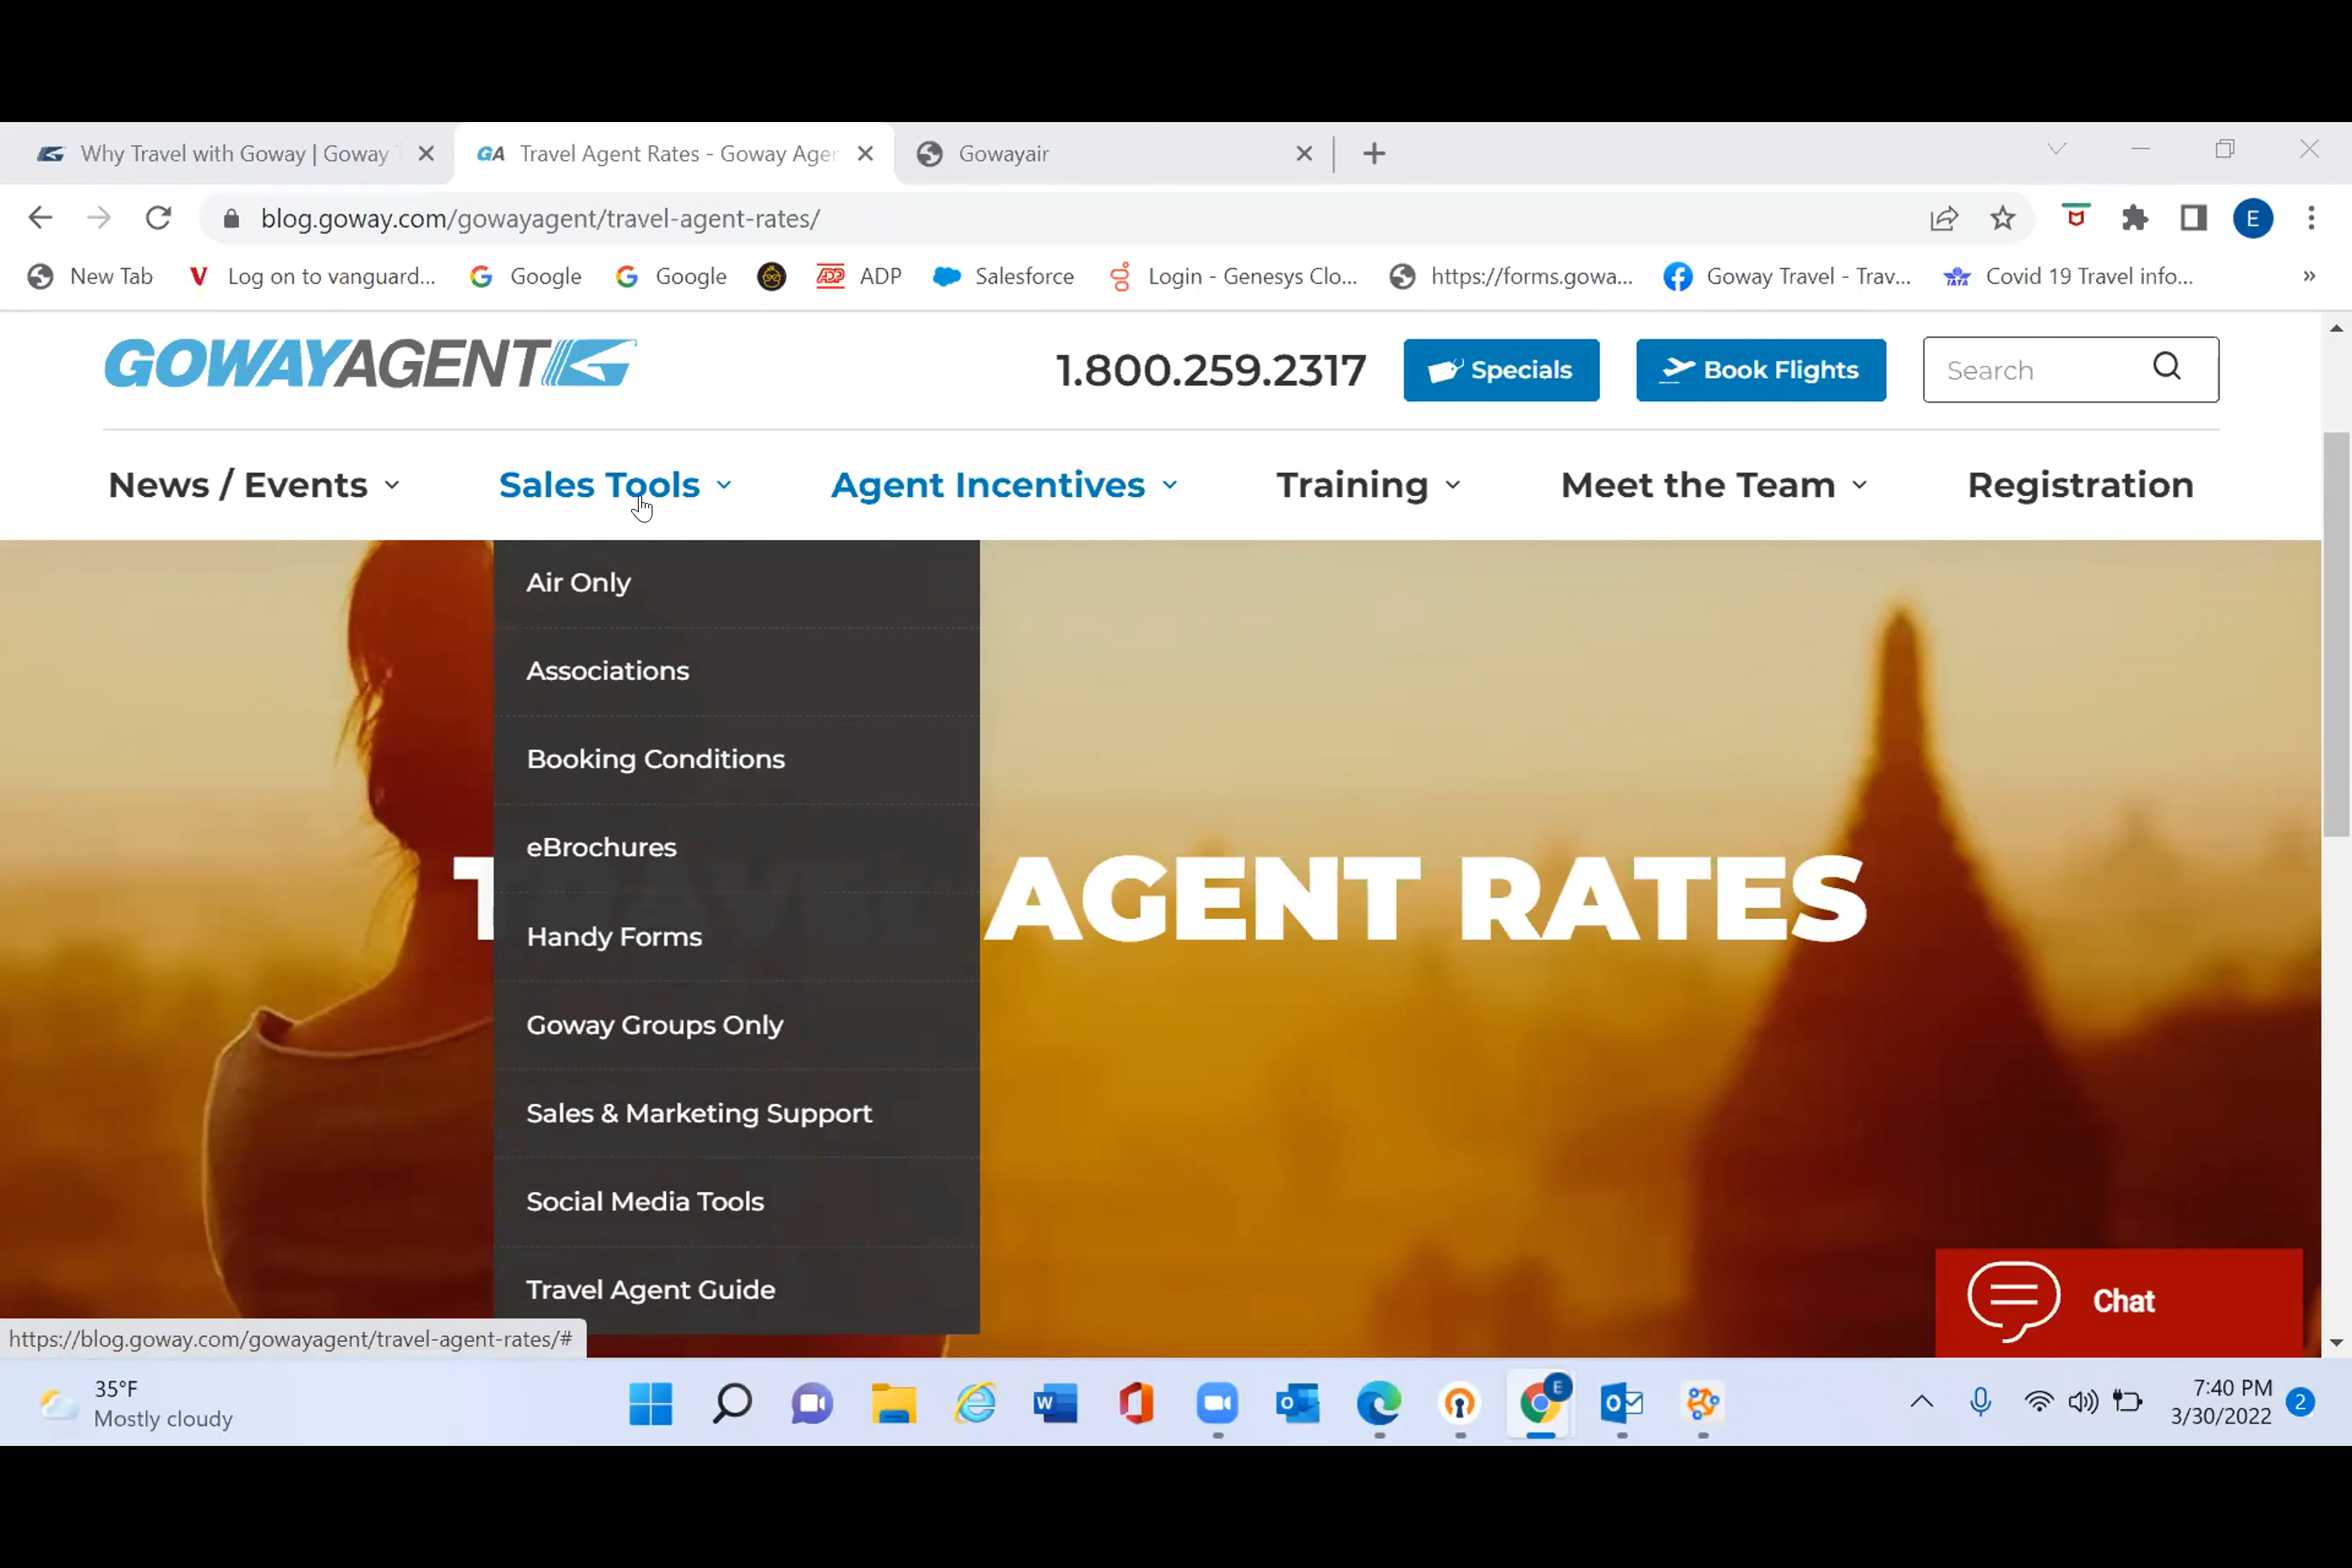 Why Travel with Goway | Goway
GA Travel Agent Rates - Goway Ager
Gowayair
blog.goway.com/gowayagent/travel-agent-rates/
E
New Tab
Log on to vanguard...
Google
Google
ADP
Salesforce
Login - Genesys Clo...
https://forms.gowa...
Goway Travel - Trav...
Covid 19 Travel info...
»
GOWAYAGENT
1.800.259.2317
Specials
Book Flights
Search
News / Events
Sales Tools
Agent Incentives
Training
Meet the Team
Registration
Air Only
Associations
Booking Conditions
eBrochures
Handy Forms
Goway Groups Only
Sales & Marketing Support
Social Media Tools
Travel Agent Guide
AGENT RATES
Chat
https://blog.goway.com/gowayagent/travel-agent-rates/#
35°F
Mostly cloudy
7:40 PM
3/30/2022
2